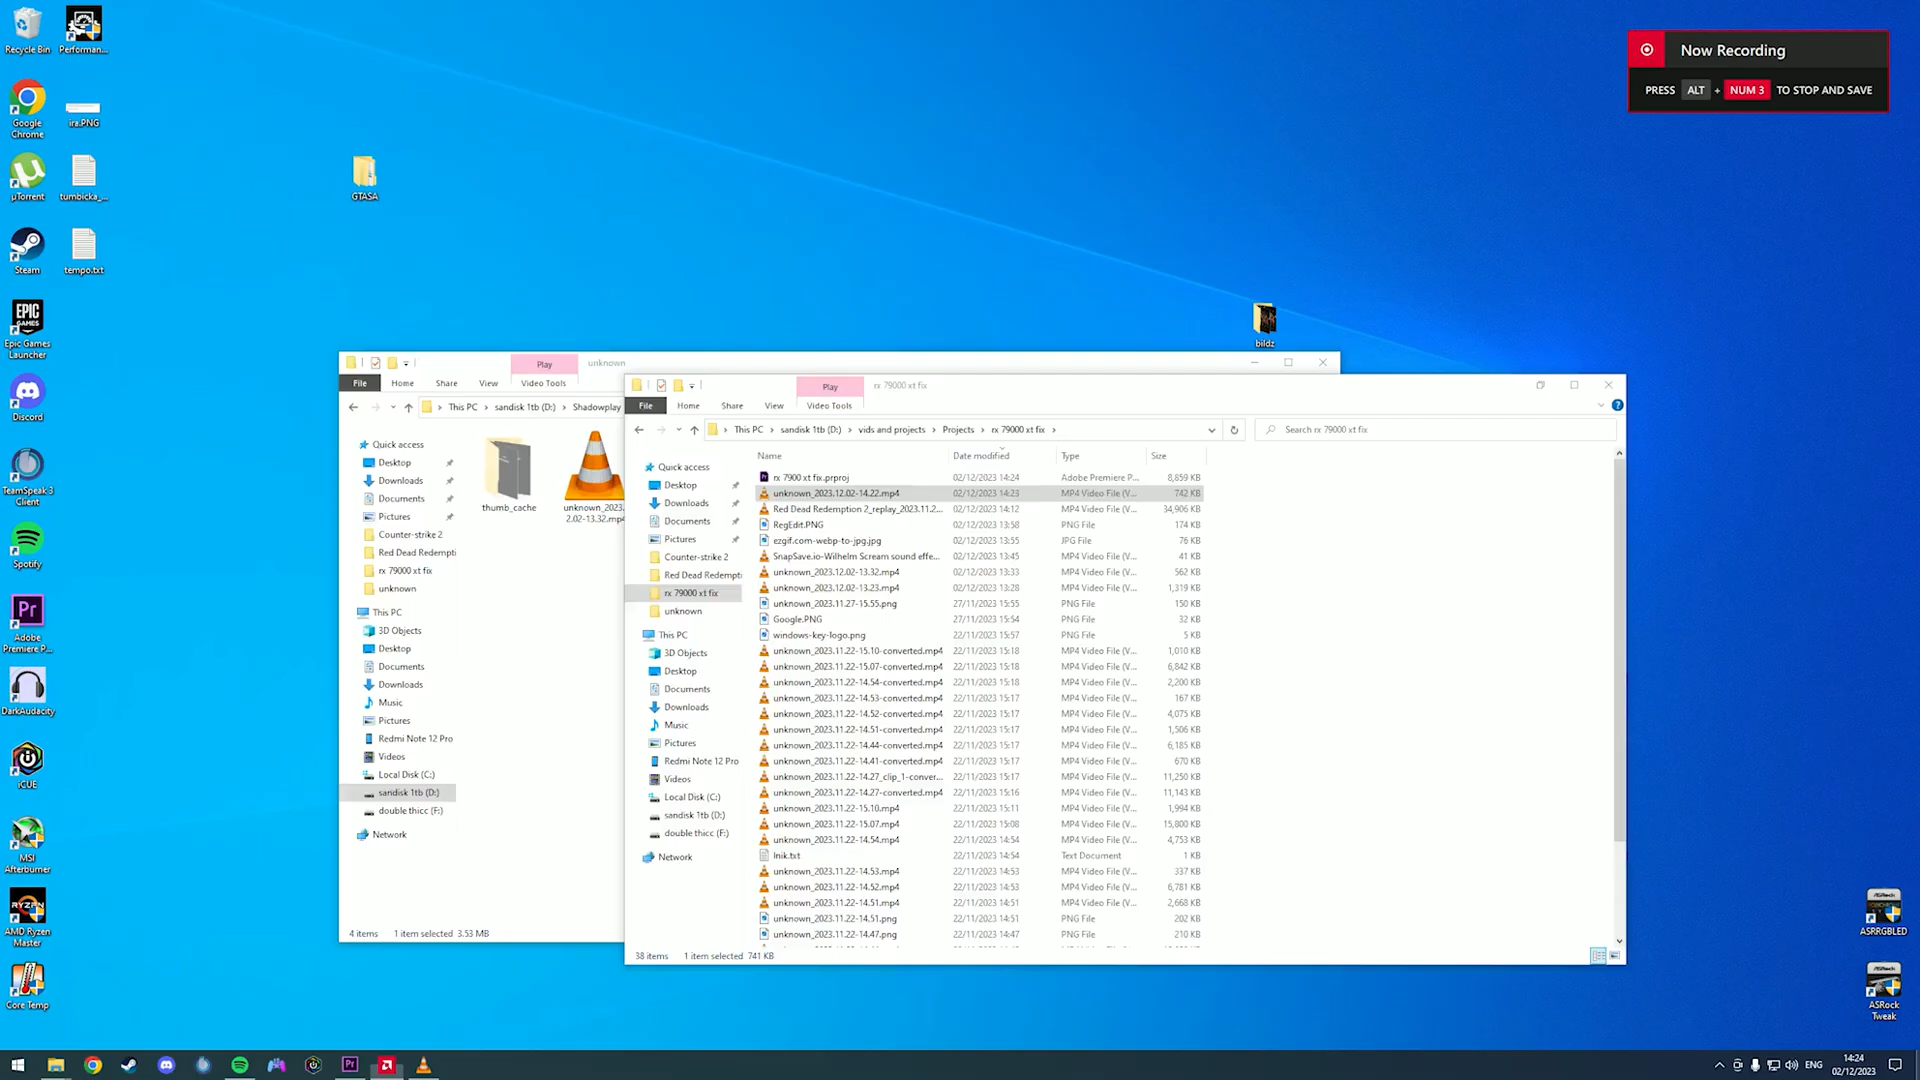 Recycle Bin
Performan...
Google Chrome
ira.PNG
µTorrent
tumbicka_...
Steam
tempo.txt
Epic Games Launcher
Discord
TeamSpeak 3 Client
Spotify
Adobe Premiere P...
DarkAudacity
iCUE
MSI Afterburner
AMD Ryzen Master
Core Temp
GTASA
bildz
ASRRGBLED
ASRock Tweak
Now Recording
PRESS ALT + NUM 3 TO STOP AND SAVE
Play unknown
File Home Share View Video Tools
This PC sandisk 1tb (D:) Shadowplay
Quick access
Desktop
Downloads
Documents
Pictures
Counter-strike 2
Red Dead Redempti
rx 79000 xt fix
unknown
This PC
3D Objects
Desktop
Documents
Downloads
Music
Pictures
Redmi Note 12 Pro
Videos
Local Disk (C:)
sandisk 1tb (D:)
double thicc (F:)
Network
thumb_cache
unknown_2023.
2.02-13.32.mp4
4 items 1 item selected 3.53 MB
Play rx 79000 xt fix
File Home Share View Video Tools
This PC sandisk 1tb (D:) vids and projects Projects rx 79000 xt fix
Search rx 79000 xt fix
Quick access
Desktop
Downloads
Documents
Pictures
Counter-strike 2
Red Dead Redempti
rx 79000 xt fix
unknown
This PC
3D Objects
Desktop
Documents
Downloads
Music
Pictures
Redmi Note 12 Pro
Videos
Local Disk (C:)
sandisk 1tb (D:)
double thicc (F:)
Network
Name Date modified Type Size
rx 7900 xt fix.prproj 02/12/2023 14:24 Adobe Premiere P... 8,859 KB
unknown_2023.12.02-14.22.mp4 02/12/2023 14:23 MP4 Video File (V... 742 KB
Red Dead Redemption 2_replay_2023.11.2... 02/12/2023 14:12 MP4 Video File (V... 34,906 KB
RegEdit.PNG 02/12/2023 13:58 PNG File 174 KB
ezgif.com-webp-to-jpg.jpg 02/12/2023 13:55 JPG File 76 KB
SnapSave.io-Wilhelm Scream sound effe... 02/12/2023 13:45 MP4 Video File (V... 41 KB
unknown_2023.12.02-13.32.mp4 02/12/2023 13:33 MP4 Video File (V... 562 KB
unknown_2023.12.02-13.23.mp4 02/12/2023 13:28 MP4 Video File (V... 1,319 KB
unknown_2023.11.27-15.55.png 27/11/2023 15:55 PNG File 150 KB
Google.PNG 27/11/2023 15:54 PNG File 32 KB
windows-key-logo.png 22/11/2023 15:57 PNG File 5 KB
unknown_2023.11.22-15.10-converted.mp4 22/11/2023 15:18 MP4 Video File (V... 1,010 KB
unknown_2023.11.22-15.07-converted.mp4 22/11/2023 15:18 MP4 Video File (V... 6,842 KB
unknown_2023.11.22-14.54-converted.mp4 22/11/2023 15:18 MP4 Video File (V... 2,200 KB
unknown_2023.11.22-14.53-converted.mp4 22/11/2023 15:17 MP4 Video File (V... 167 KB
unknown_2023.11.22-14.52-converted.mp4 22/11/2023 15:17 MP4 Video File (V... 4,075 KB
unknown_2023.11.22-14.51-converted.mp4 22/11/2023 15:17 MP4 Video File (V... 1,506 KB
unknown_2023.11.22-14.44-converted.mp4 22/11/2023 15:17 MP4 Video File (V... 6,185 KB
unknown_2023.11.22-14.41-converted.mp4 22/11/2023 15:17 MP4 Video File (V... 670 KB
unknown_2023.11.22-14.27_clip_1-conver... 22/11/2023 15:17 MP4 Video File (V... 11,250 KB
unknown_2023.11.22-14.27-converted.mp4 22/11/2023 15:16 MP4 Video File (V... 11,143 KB
unknown_2023.11.22-15.10.mp4 22/11/2023 15:11 MP4 Video File (V... 1,994 KB
unknown_2023.11.22-15.07.mp4 22/11/2023 15:08 MP4 Video File (V... 15,800 KB
unknown_2023.11.22-14.54.mp4 22/11/2023 14:54 MP4 Video File (V... 4,753 KB
lnik.txt 22/11/2023 14:54 Text Document 1 KB
unknown_2023.11.22-14.53.mp4 22/11/2023 14:53 MP4 Video File (V... 337 KB
unknown_2023.11.22-14.52.mp4 22/11/2023 14:53 MP4 Video File (V... 6,781 KB
unknown_2023.11.22-14.51.mp4 22/11/2023 14:51 MP4 Video File (V... 2,668 KB
unknown_2023.11.22-14.51.png 22/11/2023 14:51 PNG File 202 KB
unknown_2023.11.22-14.47.png 22/11/2023 14:47 PNG File 210 KB
38 items 1 item selected 741 KB
ENG
14:24
02/12/2023